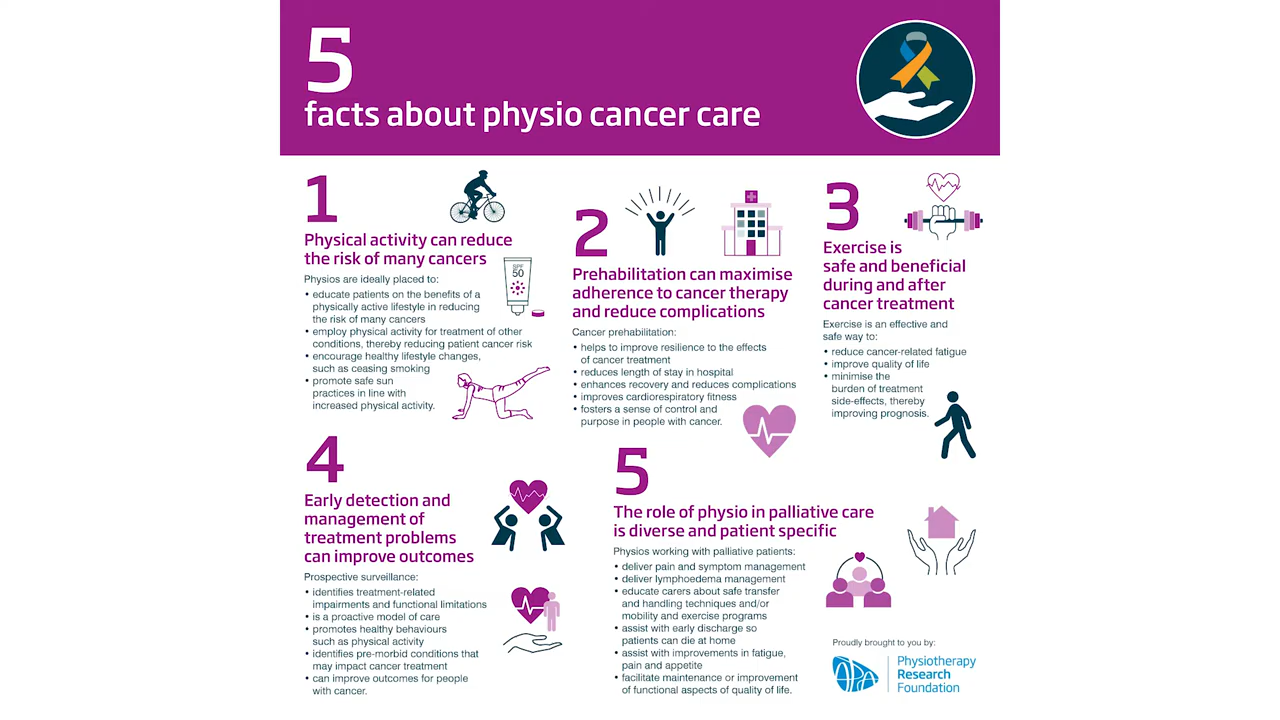 5
facts about physio cancer care
1
Physical activity can reduce
the risk of many cancers
Physios are ideally placed to:
• educate patients on the benefits of a
physically active lifestyle in reducing
the risk of many cancers
• employ physical activity for treatment of other
conditions, thereby reducing patient cancer risk
• encourage healthy lifestyle changes,
such as ceasing smoking
• promote safe sun
practices in line with
increased physical activity.
SPF
50
2
Prehabilitation can maximise
adherence to cancer therapy
and reduce complications
Cancer prehabilitation:
• helps to improve resilience to the effects
of cancer treatment
• reduces length of stay in hospital
• enhances recovery and reduces complications
• improves cardiorespiratory fitness
• fosters a sense of control and
purpose in people with cancer.
3
Exercise is
safe and beneficial
during and after
cancer treatment
Exercise is an effective and
safe way to:
• reduce cancer-related fatigue
• improve quality of life
• minimise the
burden of treatment
side-effects, thereby
improving prognosis.
4
Early detection and
management of
treatment problems
can improve outcomes
Prospective surveillance:
• identifies treatment-related
impairments and functional limitations
• is a proactive model of care
• promotes healthy behaviours
such as physical activity
• identifies pre-morbid conditions that
may impact cancer treatment
• can improve outcomes for people
with cancer.
5
The role of physio in palliative care
is diverse and patient specific
Physios working with palliative patients:
• deliver pain and symptom management
• deliver lymphoedema management
• educate carers about safe transfer
and handling techniques and/or
mobility and exercise programs
• assist with early discharge so
patients can die at home
• assist with improvements in fatigue,
pain and appetite
• facilitate maintenance or improvement
of functional aspects of quality of life.
Proudly brought to you by:
APA
Physiotherapy
Research
Foundation